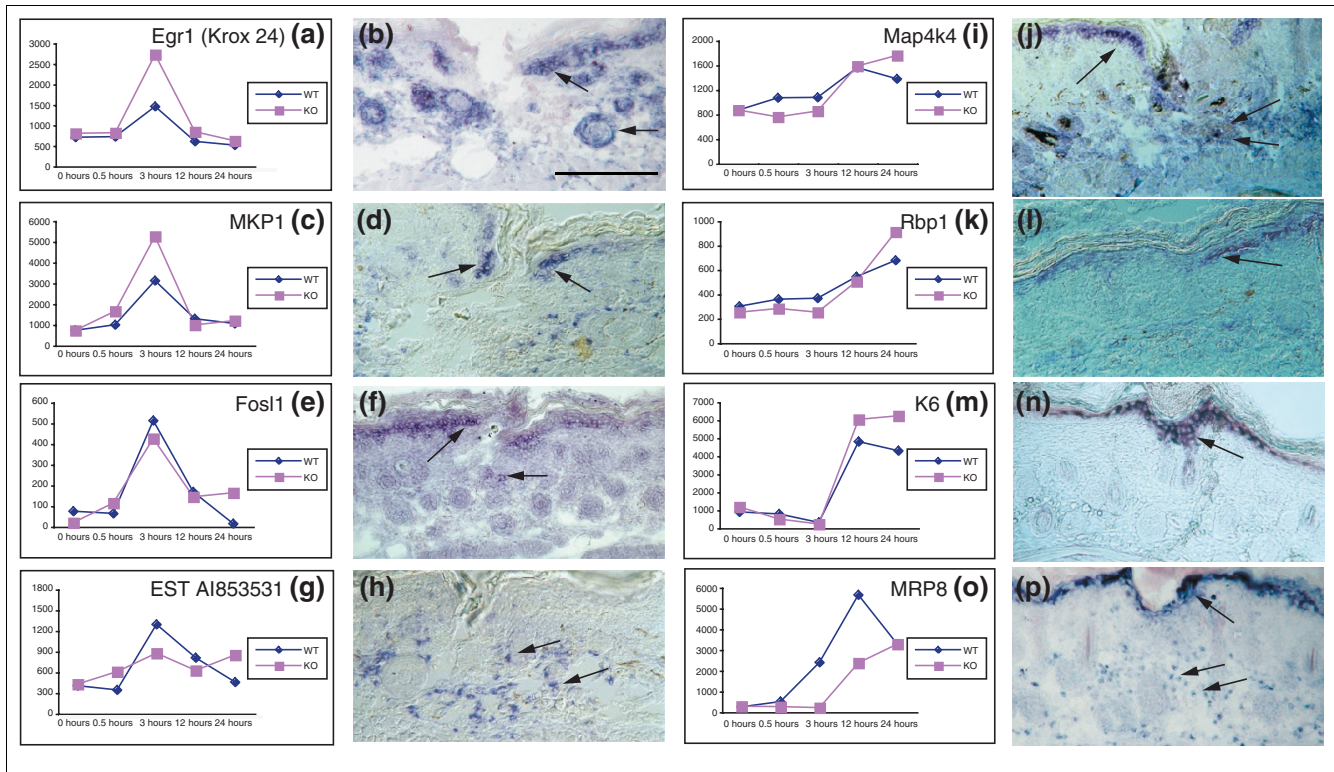 Egr1 (Krox 24) (a)
3000
2500
2000
1500
1000
500
0
0 hours 0.5 hours 3 hours 12 hours 24 hours
WT
KO
(b)
Map4k4 (i)
2000
1600
1200
800
400
0
0 hours 0.5 hours 3 hours 12 hours 24 hours
WT
KO
(j)
MKP1 (c)
6000
5000
4000
3000
2000
1000
0
0 hours 0.5 hours 3 hours 12 hours 24 hours
WT
KO
(d)
Rbp1 (k)
1000
800
600
400
200
0
0 hours 0.5 hours 3 hours 12 hours 24 hours
WT
KO
(l)
Fosl1 (e)
600
500
400
300
200
100
0
0 hours 0.5 hours 3 hours 12 hours 24 hours
WT
KO
(f)
K6 (m)
7000
6000
5000
4000
3000
2000
1000
0
0 hours 0.5 hours 3 hours 12 hours 24 hours
WT
KO
(n)
EST AI853531 (g)
1800
1500
1200
900
600
300
0
0 hours 0.5 hours 3 hours 12 hours 24 hours
WT
KO
(h)
MRP8 (o)
6000
5000
4000
3000
2000
1000
0
0 hours 0.5 hours 3 hours 12 hours 24 hours
WT
KO
(p)